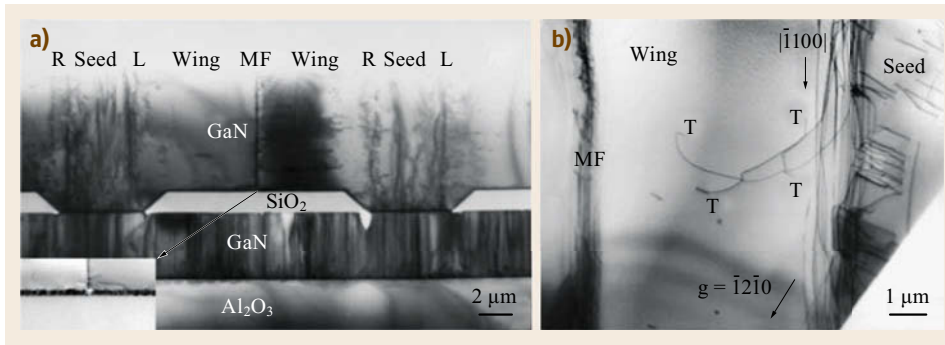 a)
R Seed L Wing MF Wing R Seed L
GaN
SiO₂
GaN
Al₂O₃
2 µm
b)
|1̄100|
Wing
Seed
T
T
MF
T
T
g = 1̄21̄0
1 µm